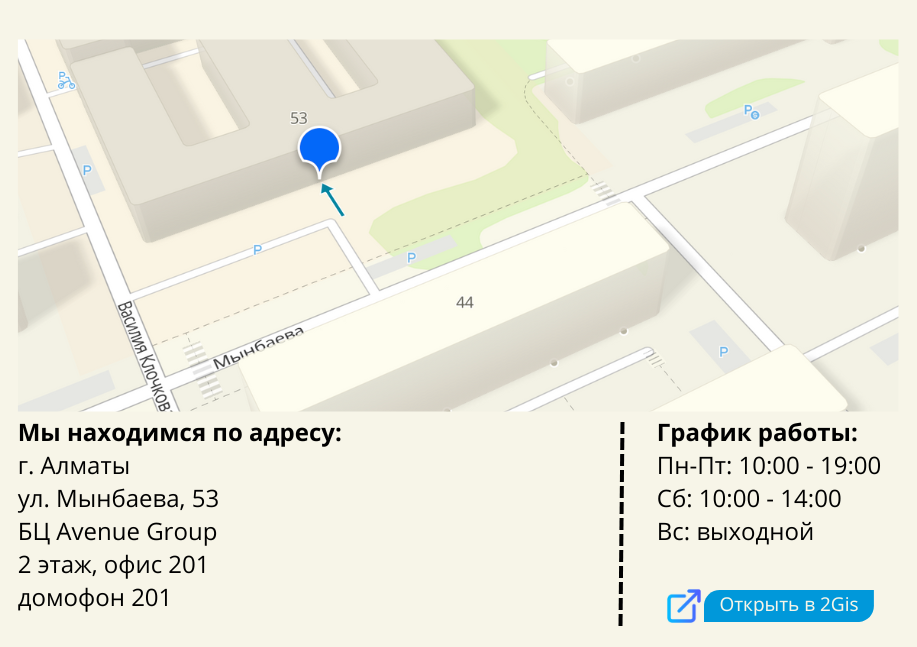 53
P
P
P
P
P
44
Василия Клочков
Мынбаева
Мы находимся по адресу:
г. Алматы
ул. Мынбаева, 53
БЦ Avenue Group
2 этаж, офис 201
домофон 201
График работы:
Пн-Пт: 10:00 - 19:00
Сб: 10:00 - 14:00
Вс: выходной
Открыть в 2Gis